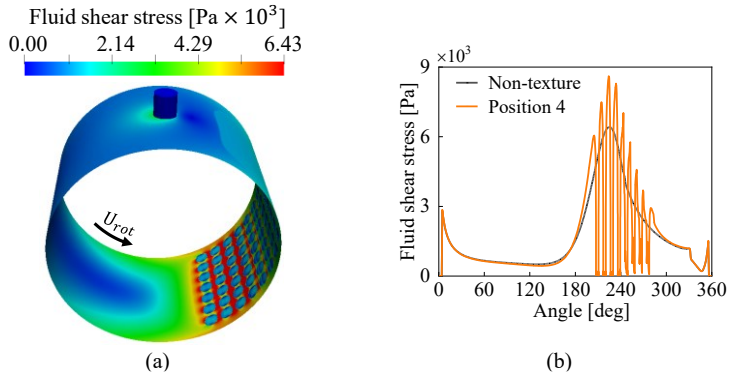 Fluid shear stress [Pa × 10³]
0.00 2.14 4.29 6.43
U_rot
(a)
× 10³
9
6
3
0
Fluid shear stress [Pa]
Non-texture
Position 4
0 60 120 180 240 300 360
Angle [deg]
(b)